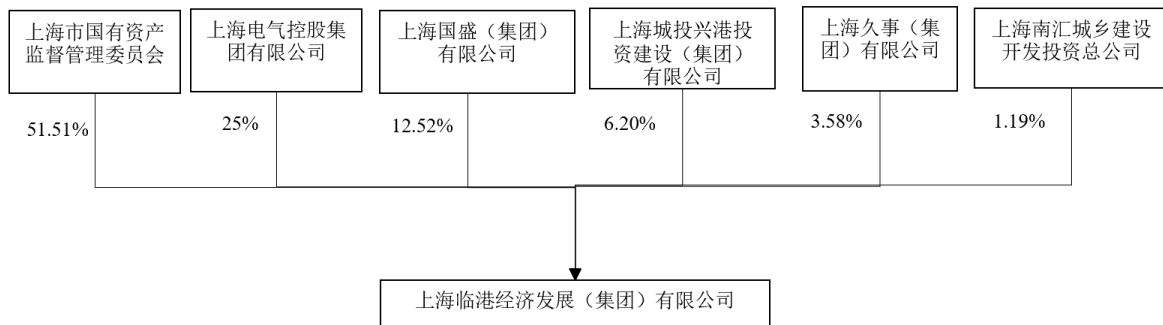 上海市国有资产
监督管理委员会
上海电气控股集
团有限公司
上海国盛（集团）
有限公司
上海城投兴港投
资建设（集团）
有限公司
上海久事（集
团）有限公司
上海南汇城乡建设
开发投资总公司
51.51%
25%
12.52%
6.20%
3.58%
1.19%
上海临港经济发展（集团）有限公司